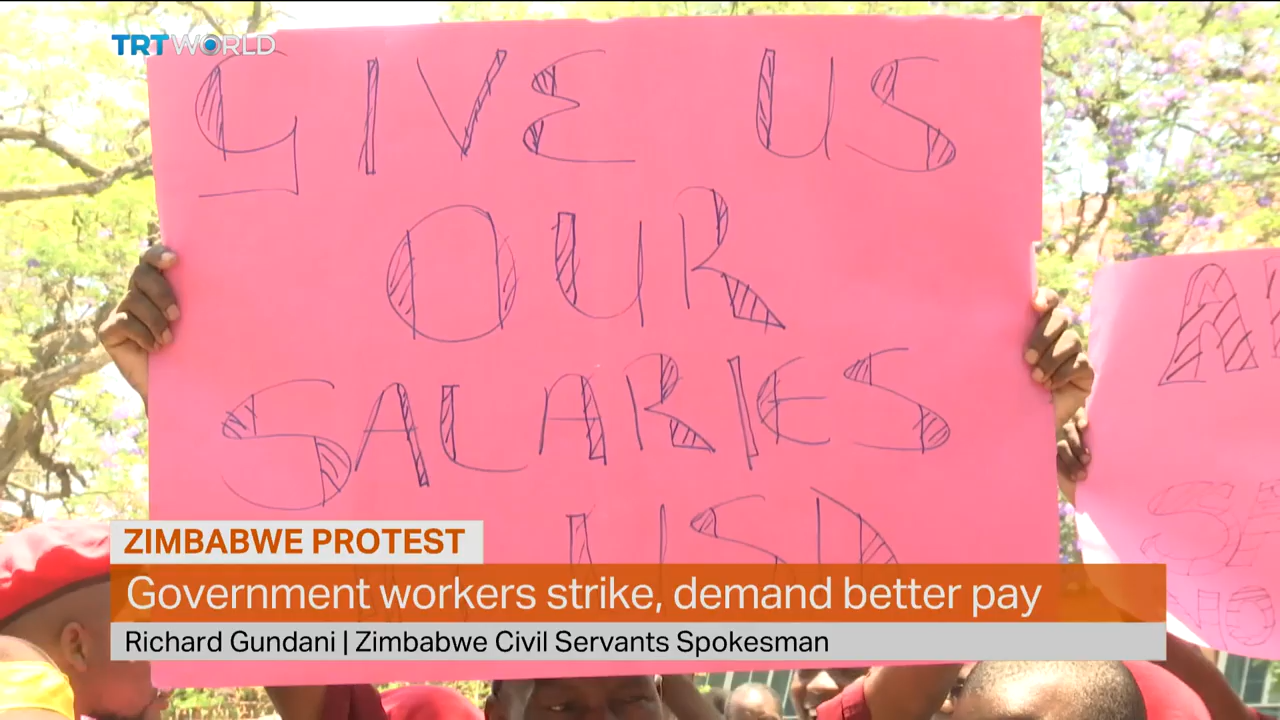 TRT WORLD
GIVE US
OUR
SALARIES
USD
ZIMBABWE PROTEST
Government workers strike, demand better pay
Richard Gundani | Zimbabwe Civil Servants Spokesman